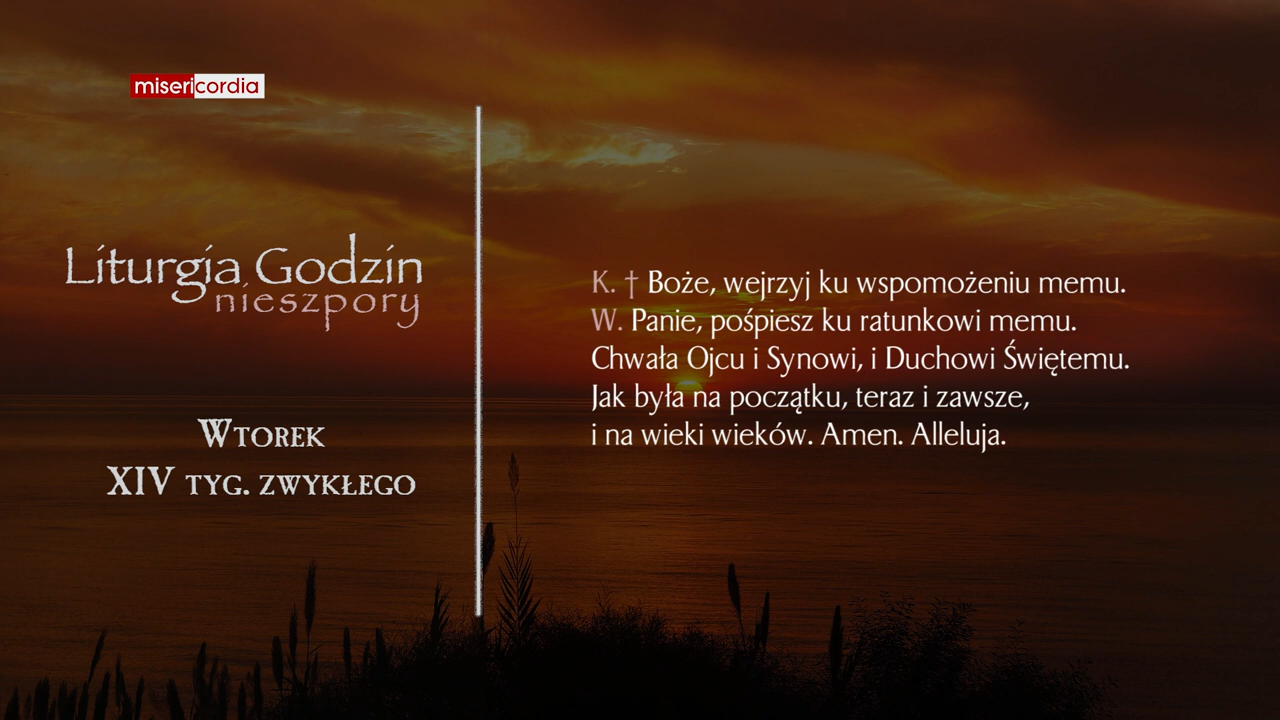 misericordia
Liturgia Godzin
nieszpory
Wtorek
XIV tyg. zwykłego
K. † Boże, wejrzyj ku wspomożeniu memu.
W. Panie, pośpiesz ku ratunkowi memu.
Chwała Ojcu i Synowi, i Duchowi Świętemu.
Jak była na początku, teraz i zawsze,
i na wieki wieków. Amen. Alleluja.